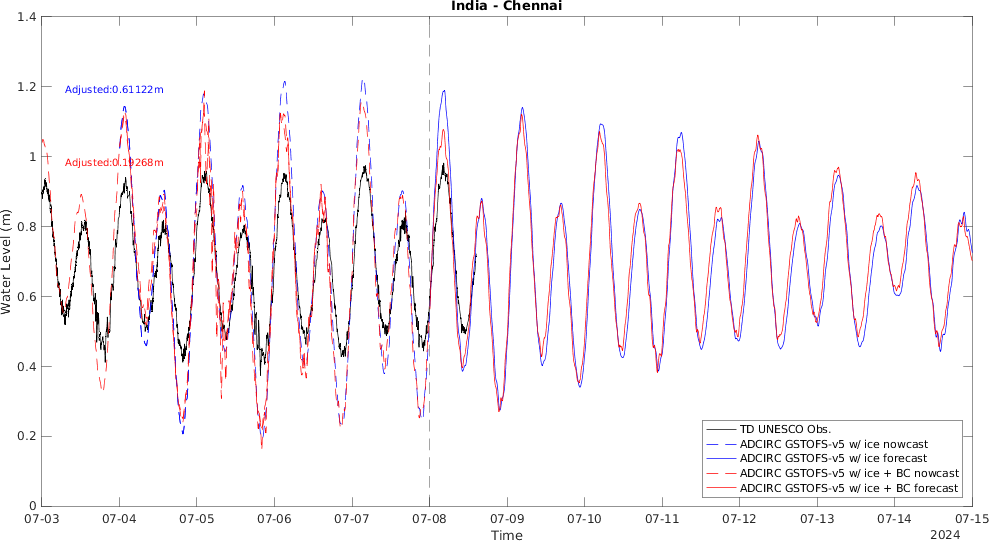 India - Chennai
1.4
1.2
1
0.8
0.6
0.4
0.2
0
Water Level (m)
Adjusted:0.61122m
Adjusted:0.19268m
TD UNESCO Obs.
ADCIRC GSTOFS-v5 w/ ice nowcast
ADCIRC GSTOFS-v5 w/ ice forecast
ADCIRC GSTOFS-v5 w/ ice + BC nowcast
ADCIRC GSTOFS-v5 w/ ice + BC forecast
07-03 07-04 07-05 07-06 07-07 07-08 07-09 07-10 07-11 07-12 07-13 07-14 07-15
Time
2024